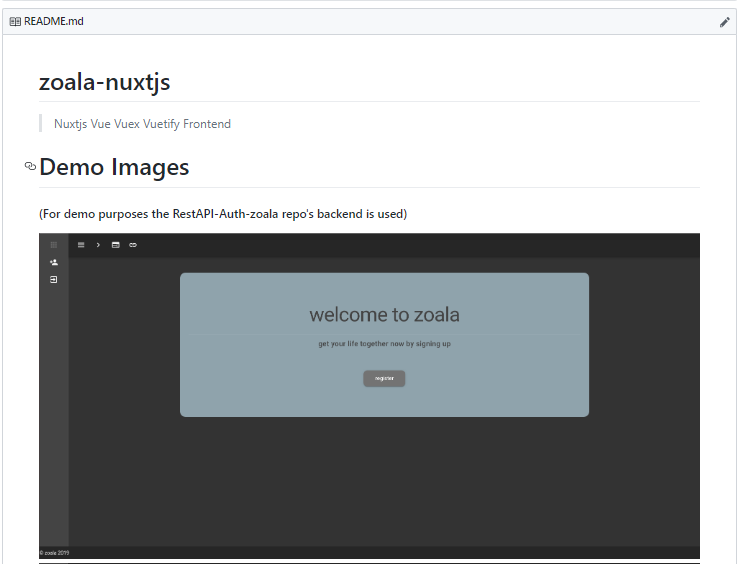 README.md
zoala-nuxtjs
Nuxtjs Vue Vuex Vuetify Frontend
Demo Images
(For demo purposes the RestAPI-Auth-zoala repo's backend is used)
welcome to zoala
get your life together now by signing up
register
© zoala 2019